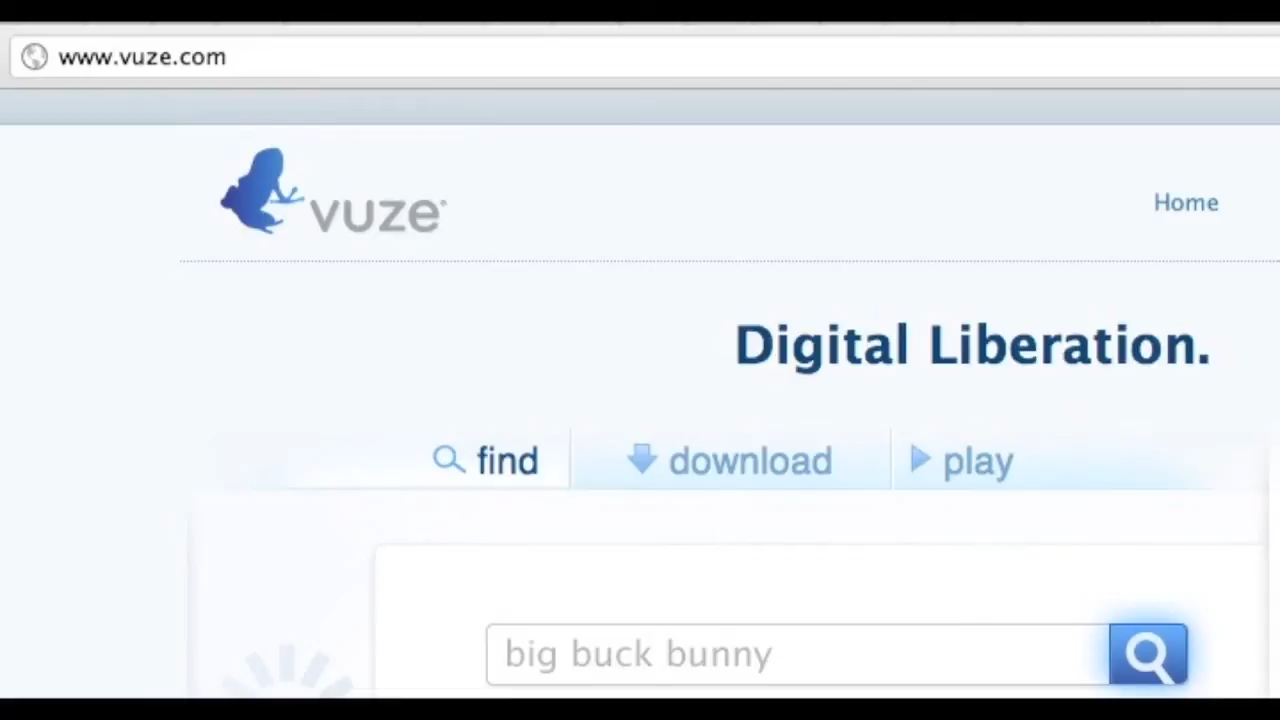 www.vuze.com
vuze
Home
Digital Liberation.
find download play
big buck bunny